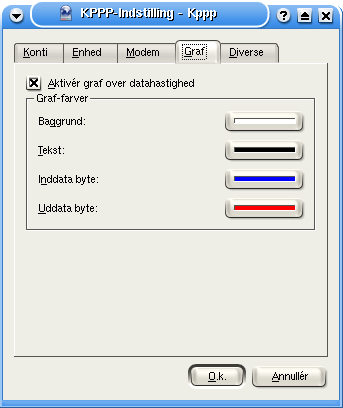 KPPP-Indstilling - Kppp
Konti Enhed Modem Graf Diverse
Aktivér graf over datahastighed
Graf-farver
Baggrund:
Tekst:
Inddata byte:
Uddata byte:
O.k. Annullér